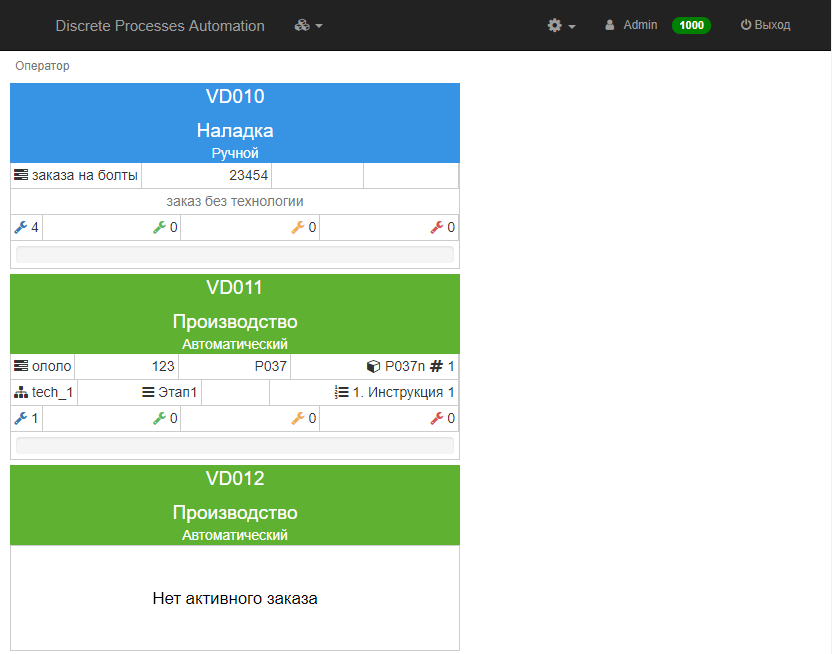 Discrete Processes Automation Admin 1000 Выход
Оператор
VD010
Наладка
Ручной
заказа на болты 23454
заказ без технологии
4 0 0 0
VD011
Производство
Автоматический
ололо 123 P037 P037n # 1
tech_1 Этап1 1. Инструкция 1
1 0 0 0
VD012
Производство
Автоматический
Нет активного заказа